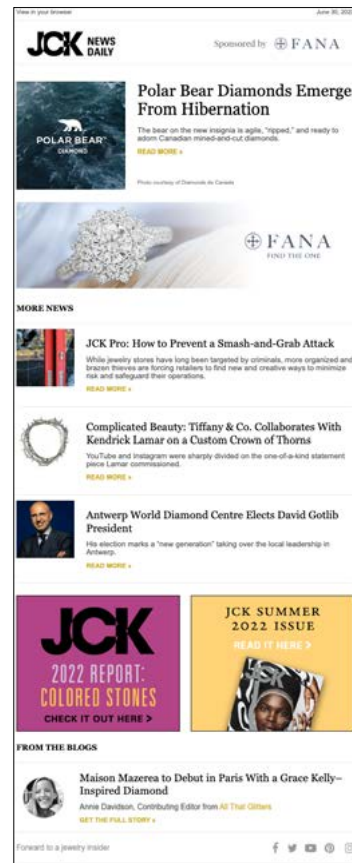 View in your browser
June 30, 202
JCK NEWS
DAILY
Sponsored by FANA
Polar Bear Diamonds Emerge
From Hibernation
The bear on the new insignia is agile, "ripped," and ready to
adorn Canadian mined-and-cut diamonds.
READ MORE »
Photo courtesy of Diamonds de Canada
POLAR BEAR™
DIAMOND
FANA
FIND THE ONE
MORE NEWS
JCK Pro: How to Prevent a Smash-and-Grab Attack
While jewelry stores have long been targeted by criminals, more organized and
brazen thieves are forcing retailers to find new and creative ways to minimize
risk and safeguard their operations.
READ MORE »
Complicated Beauty: Tiffany & Co. Collaborates With
Kendrick Lamar on a Custom Crown of Thorns
YouTube and Instagram were sharply divided on the one-of-a-kind statement
piece Lamar commissioned.
READ MORE »
Antwerp World Diamond Centre Elects David Gotlib
President
His election marks a "new generation" taking over the local leadership in
Antwerp.
READ MORE »
JCK
2022 REPORT:
COLORED STONES
CHECK IT OUT HERE >
JCK SUMMER
2022 ISSUE
READ IT HERE >
JCK
FROM THE BLOGS
Maison Mazerea to Debut in Paris With a Grace Kelly–
Inspired Diamond
Annie Davidson, Contributing Editor from All That Glitters
GET THE FULL STORY »
Forward to a jewelry insider